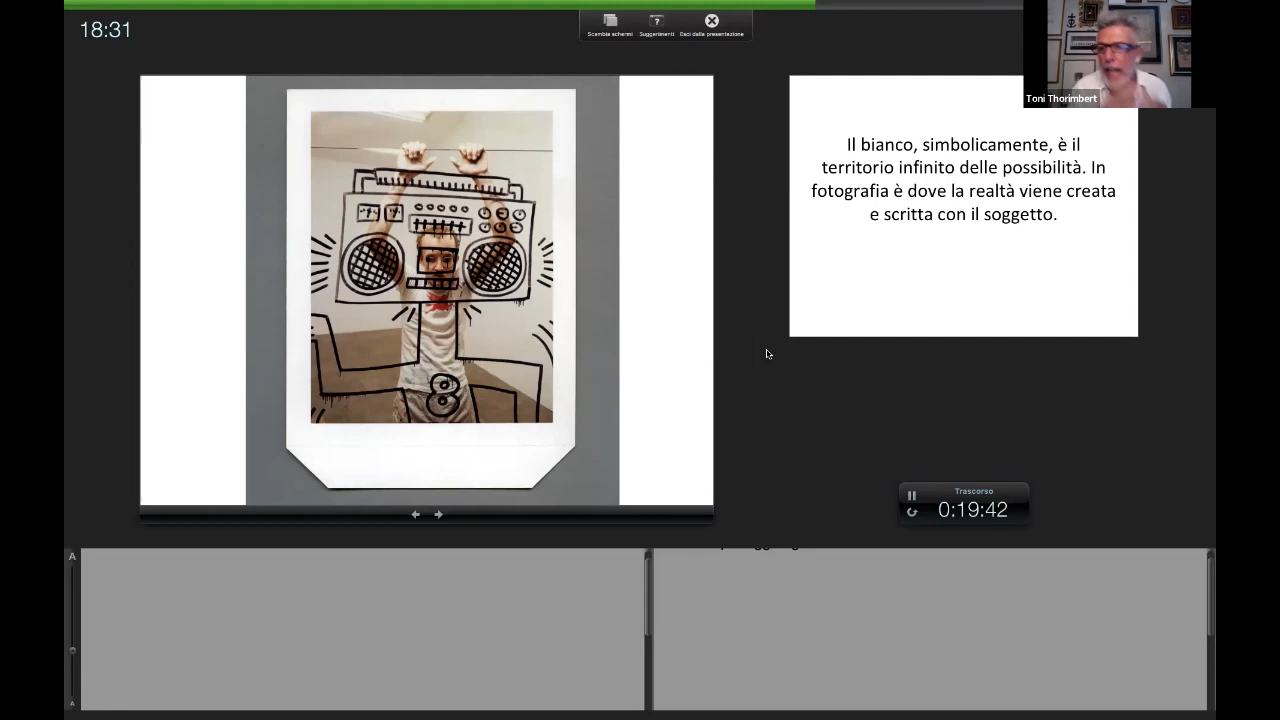 18:31
Scambia schermi
Suggerimenti
Esci dalla presentazione
Toni Thorimbert
Il bianco, simbolicamente, è il
territorio infinito delle possibilità. In
fotografia è dove la realtà viene creata
e scritta con il soggetto.
8
Trascorso
0:19:42
A
A